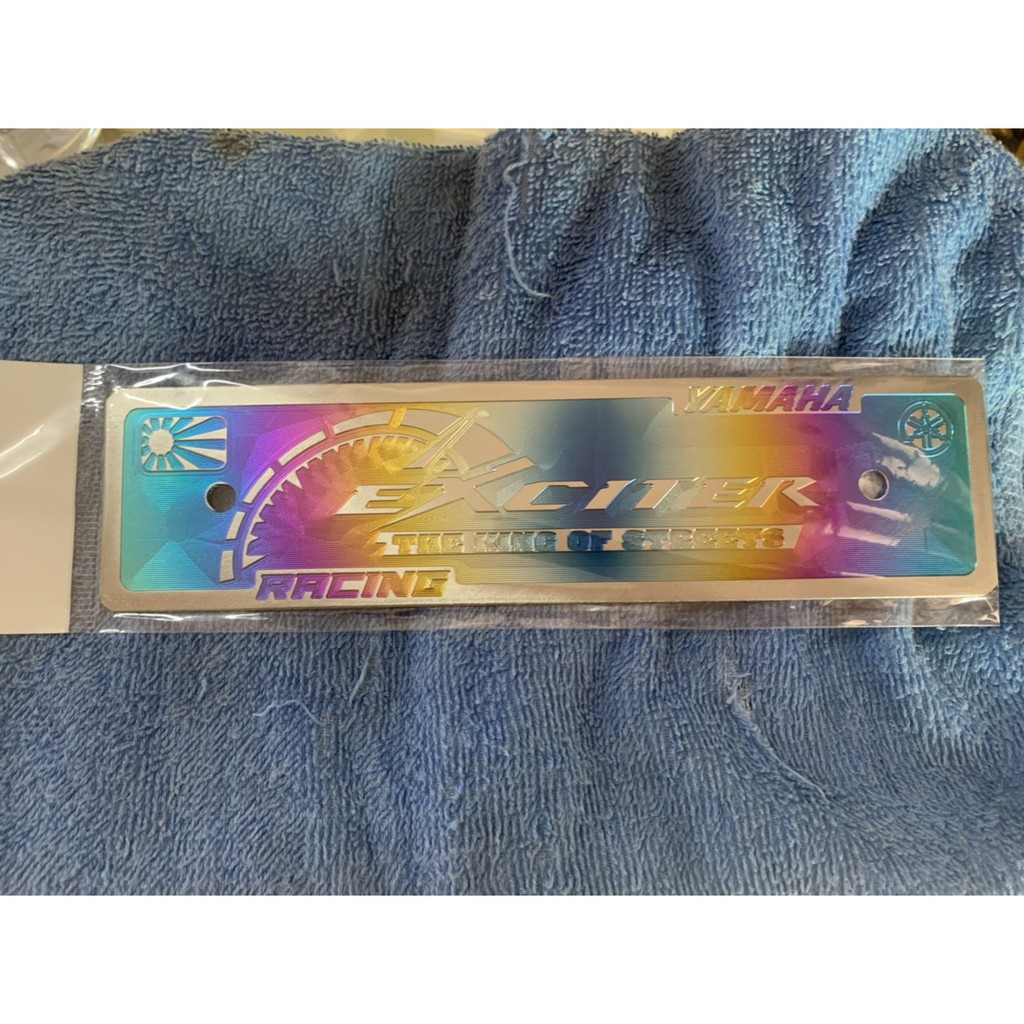 YAMAHA
EXCITER
THE KING OF STREETS
RACING